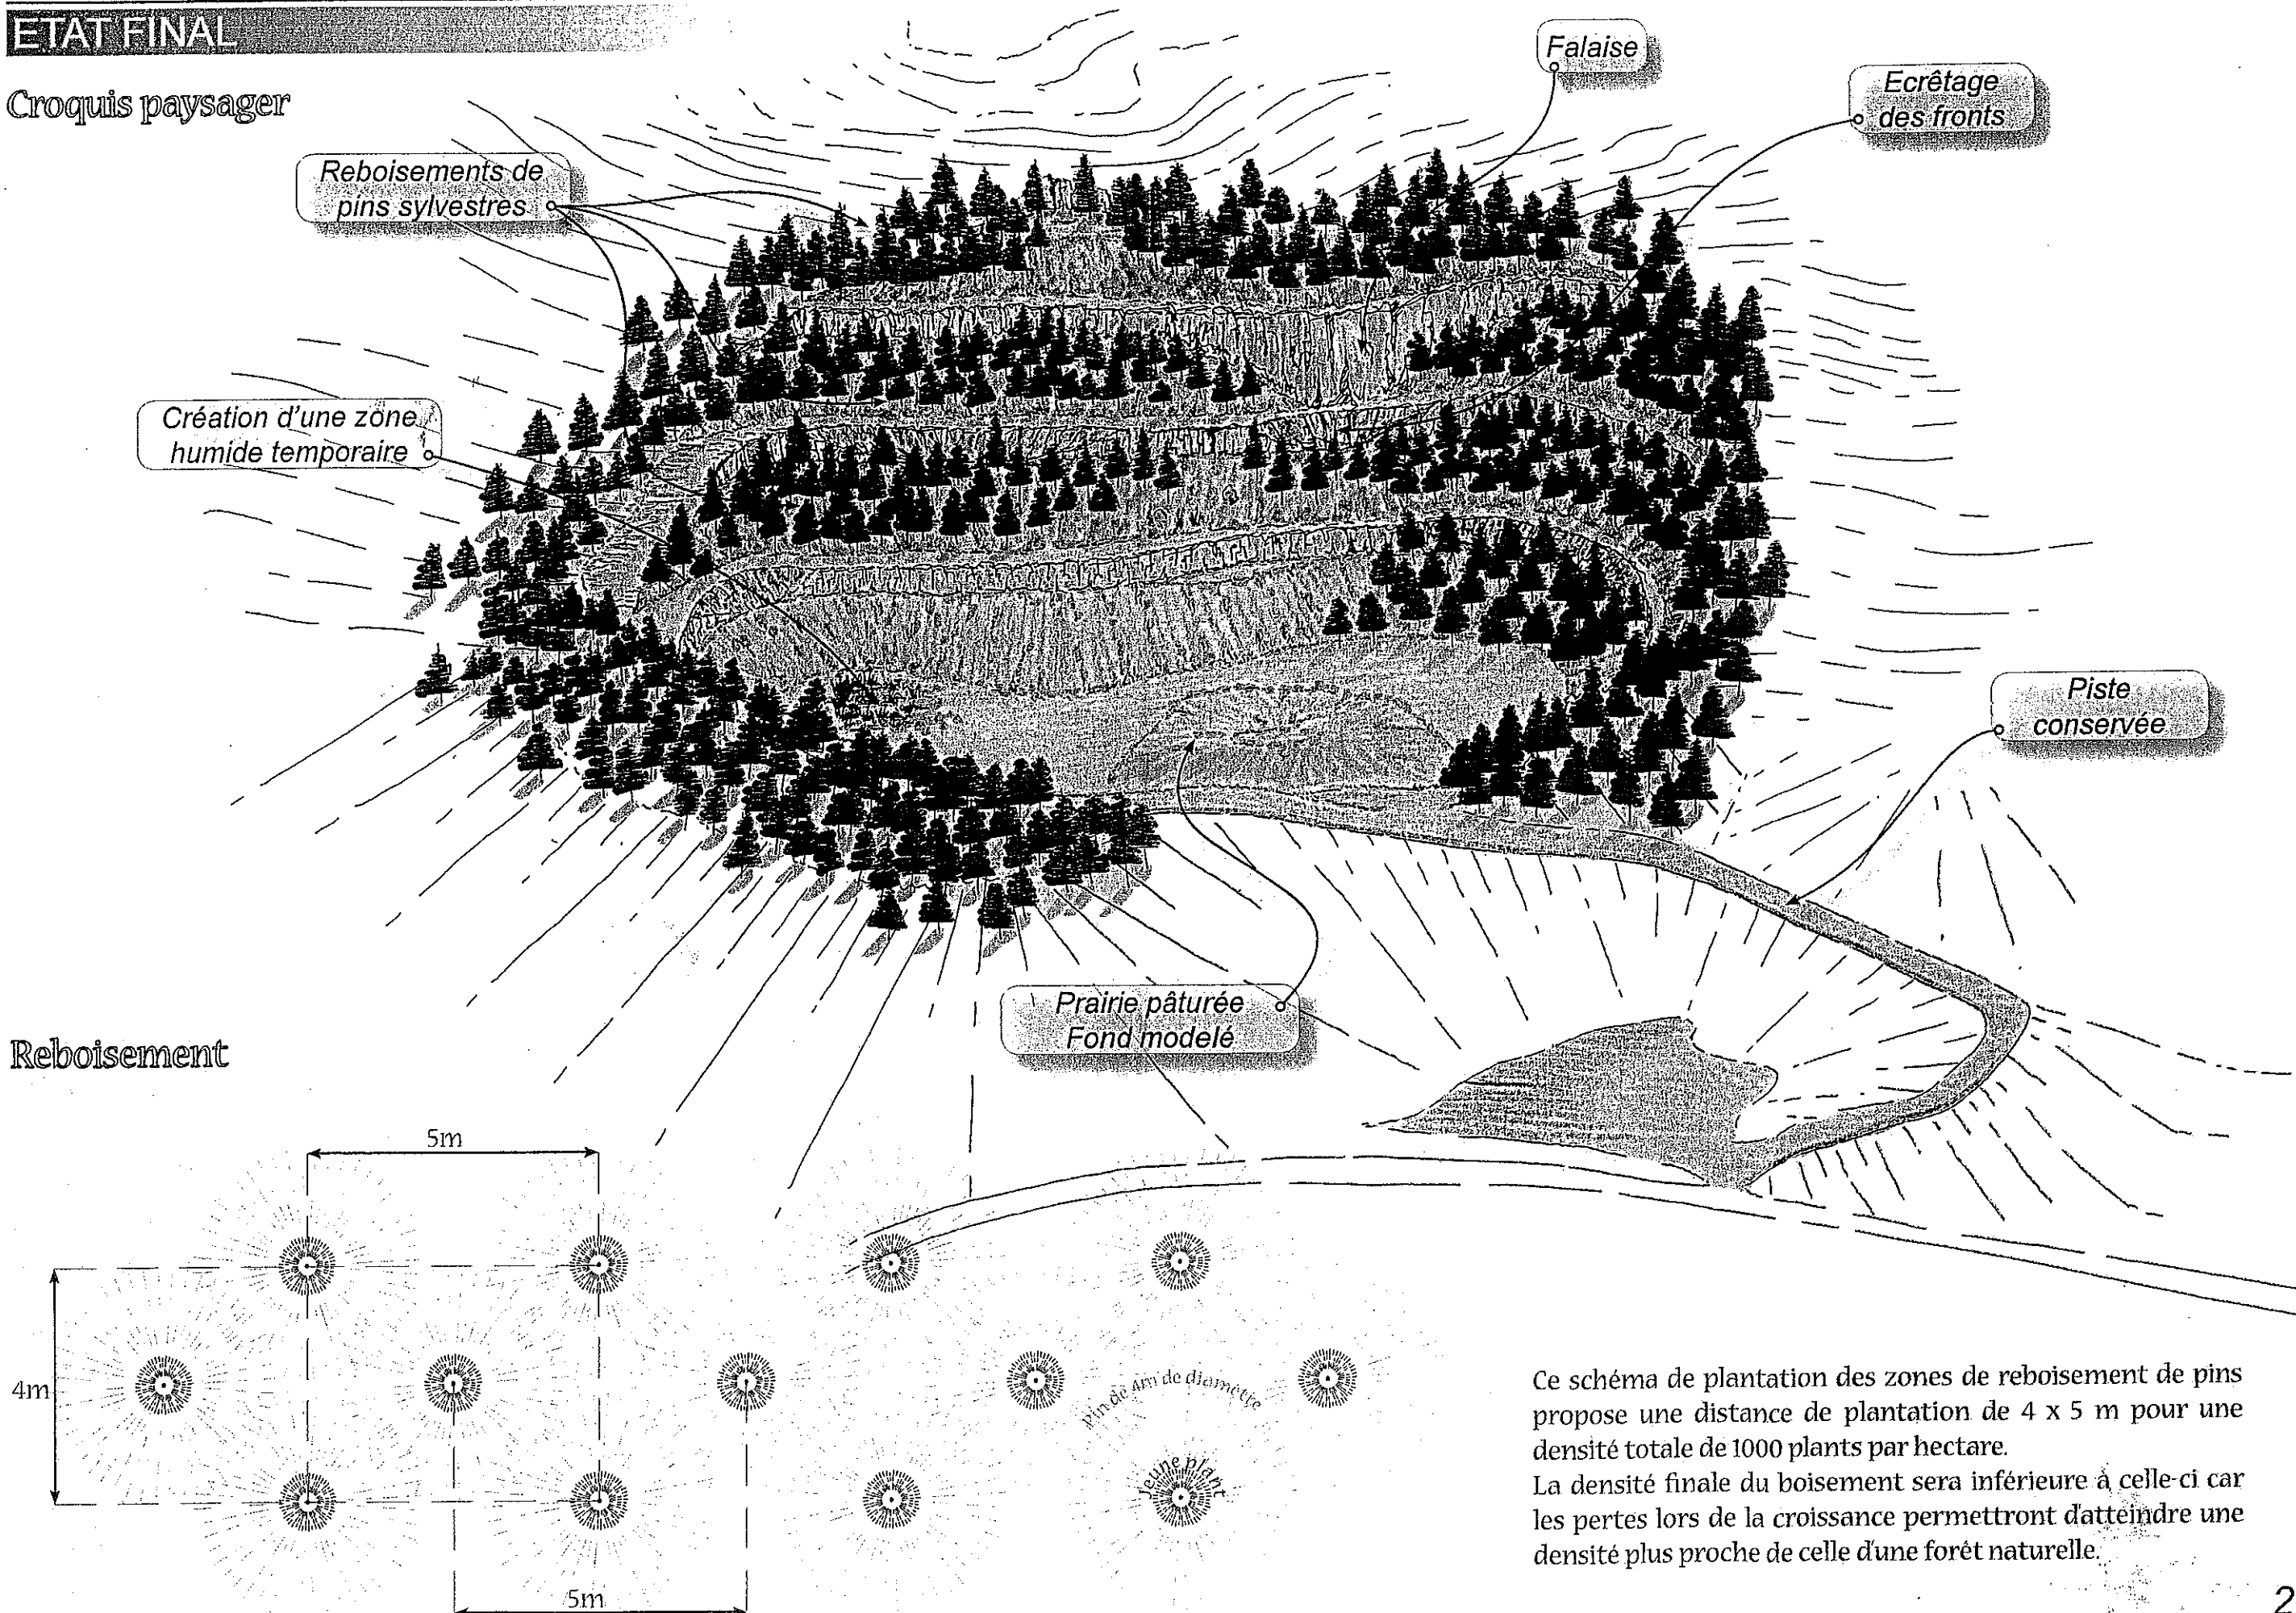 ETAT FINAL
Croquis paysager
Falaise
Ecrêtage
des fronts
Reboisements de
pins sylvestres
Création d'une zone
humide temporaire
Piste
conservée
Prairie pâturée
Fond modelé
Reboisement
5m
4m
pin de 4m de diamètre
Jeune plant
5m
Ce schéma de plantation des zones de reboisement de pins
propose une distance de plantation de 4 x 5 m pour une
densité totale de 1000 plants par hectare.
La densité finale du boisement sera inférieure à celle-ci car
les pertes lors de la croissance permettront d'atteindre une
densité plus proche de celle d'une forêt naturelle.
2